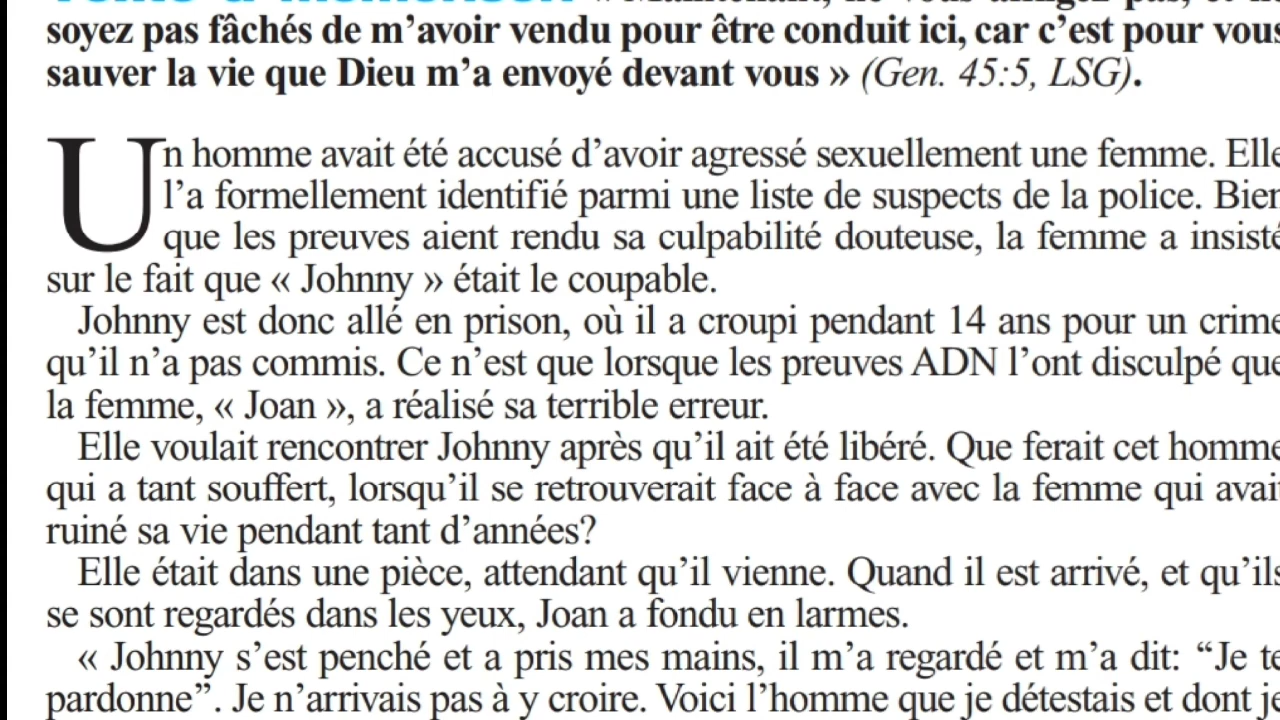 « Maintenant, ne vous affligez pas, et ne
soyez pas fâchés de m’avoir vendu pour être conduit ici, car c’est pour vous
sauver la vie que Dieu m’a envoyé devant vous » (Gen. 45:5, LSG).
Un homme avait été accusé d’avoir agressé sexuellement une femme. Elle
l’a formellement identifié parmi une liste de suspects de la police. Bien
que les preuves aient rendu sa culpabilité douteuse, la femme a insisté
sur le fait que « Johnny » était le coupable.
Johnny est donc allé en prison, où il a croupi pendant 14 ans pour un crime
qu’il n’a pas commis. Ce n’est que lorsque les preuves ADN l’ont disculpé que
la femme, « Joan », a réalisé sa terrible erreur.
Elle voulait rencontrer Johnny après qu’il ait été libéré. Que ferait cet homme
qui a tant souffert, lorsqu’il se retrouverait face à face avec la femme qui avait
ruiné sa vie pendant tant d’années?
Elle était dans une pièce, attendant qu’il vienne. Quand il est arrivé, et qu’ils
se sont regardés dans les yeux, Joan a fondu en larmes.
« Johnny s’est penché et a pris mes mains, il m’a regardé et m’a dit: “Je te
pardonne”. Je n’arrivais pas à y croire. Voici l’homme que je détestais et dont je